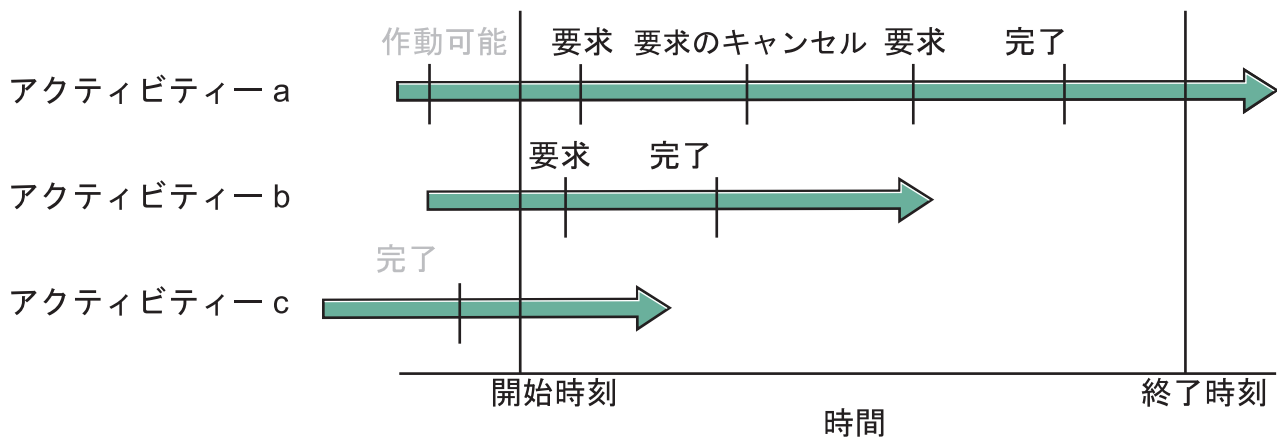 作動可能 要求 要求のキャンセル 要求 完了
アクティビティー a
要求 完了
アクティビティー b
完了
アクティビティー c
開始時刻 終了時刻
時間